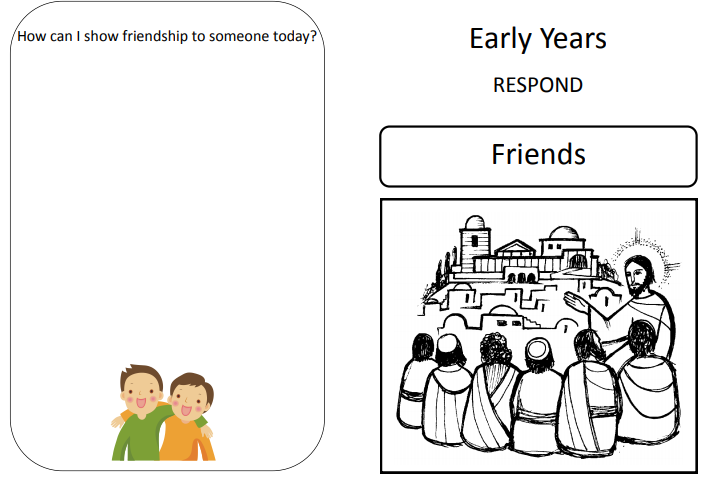 How can I show friendship to someone today?
Early Years
RESPOND
Friends